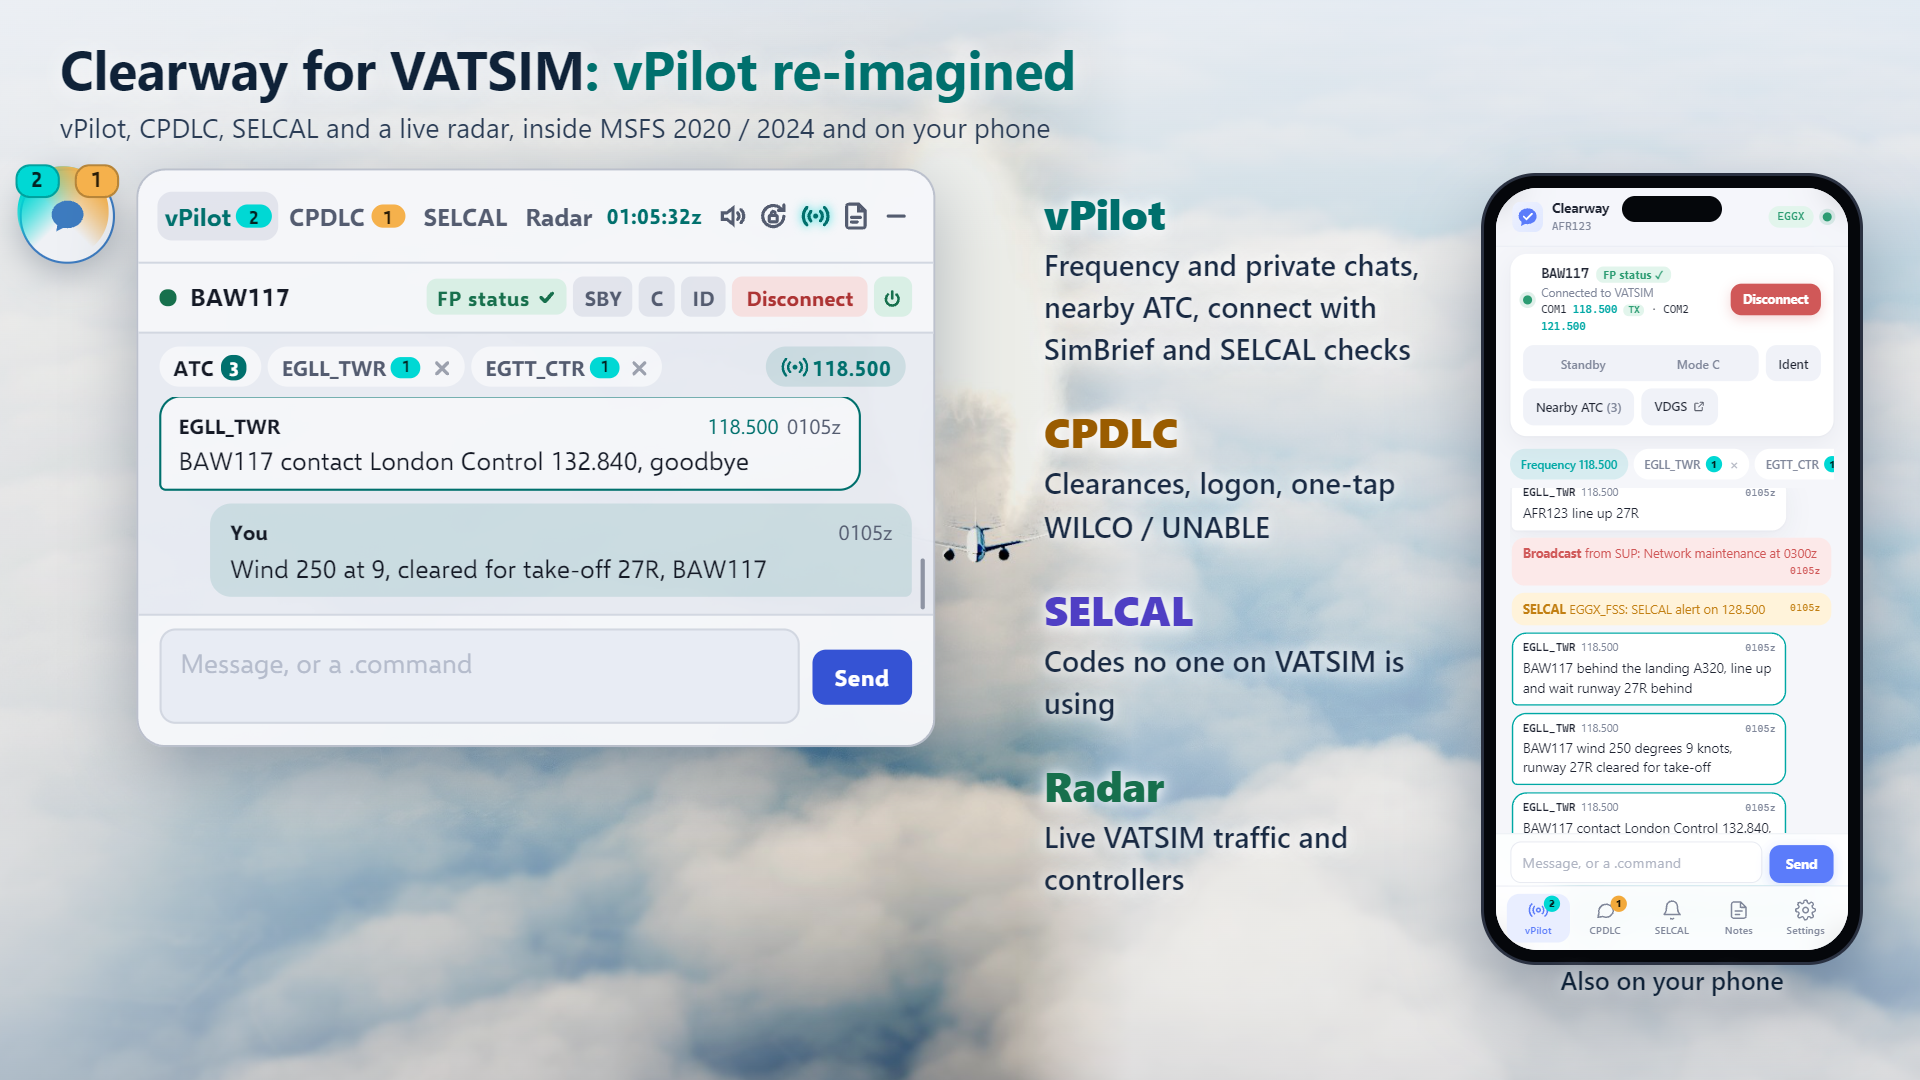 Clearway for VATSIM: vPilot re-imagined
vPilot, CPDLC, SELCAL and a live radar, inside MSFS 2020 / 2024 and on your phone
2 1
vPilot 2 CPDLC 1 SELCAL Radar 01:05:32z
BAW117 FP status ✓ SBY C ID Disconnect
ATC 3 EGLL_TWR 1 × EGTT_CTR 1 × 118.500
EGLL_TWR 118.500 0105z
BAW117 contact London Control 132.840, goodbye
You 0105z
Wind 250 at 9, cleared for take-off 27R, BAW117
Message, or a .command
Send
vPilot
Frequency and private chats,
nearby ATC, connect with
SimBrief and SELCAL checks
CPDLC
Clearances, logon, one-tap
WILCO / UNABLE
SELCAL
Codes no one on VATSIM is
using
Radar
Live VATSIM traffic and
controllers
Clearway
AFR123
EGGX
BAW117 FP status ✓
Connected to VATSIM
COM1 118.500 TX · COM2
121.500
Disconnect
Standby Mode C Ident
Nearby ATC (3) VDGS
Frequency 118.500 EGLL_TWR 1 × EGTT_CTR 1
EGLL_TWR 118.500 0105z
AFR123 line up 27R
Broadcast from SUP: Network maintenance at 0300z
0105z
SELCAL EGGX_FSS: SELCAL alert on 128.500 0105z
EGLL_TWR 118.500 0105z
BAW117 behind the landing A320, line up
and wait runway 27R behind
EGLL_TWR 118.500 0105z
BAW117 wind 250 degrees 9 knots,
runway 27R cleared for take-off
EGLL_TWR 118.500 0105z
BAW117 contact London Control 132.840,
Message, or a .command
Send
2 1
vPilot CPDLC SELCAL Notes Settings
Also on your phone